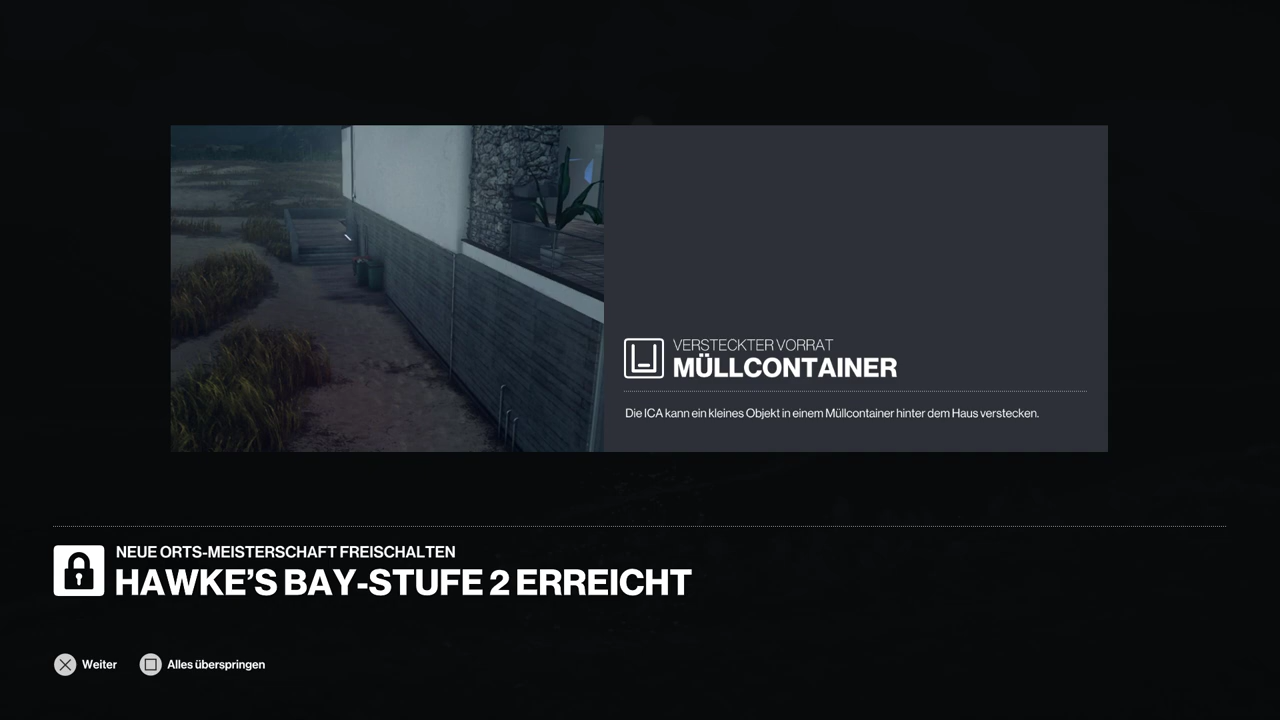 VERSTECKTER VORRAT
MÜLLCONTAINER
Die ICA kann ein kleines Objekt in einem Müllcontainer hinter dem Haus verstecken.
NEUE ORTS-MEISTERSCHAFT FREISCHALTEN
HAWKE'S BAY-STUFE 2 ERREICHT
Weiter
Alles überspringen